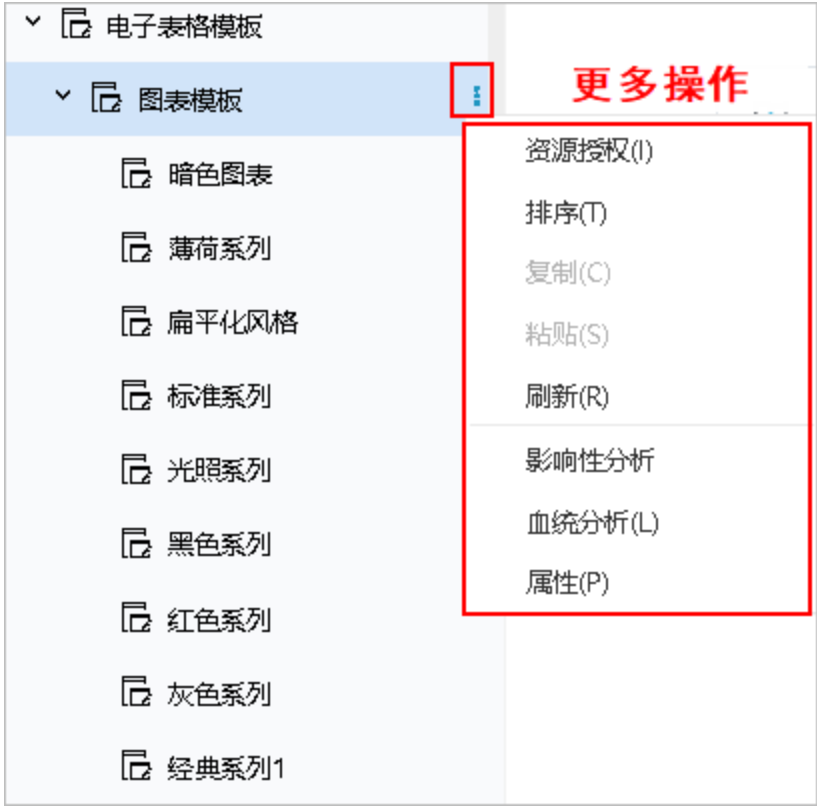 电子表格模板
图表模板
更多操作
暗色图表
薄荷系列
扁平化风格
标准系列
光照系列
黑色系列
红色系列
灰色系列
经典系列1
资源授权(I)
排序(T)
复制(C)
粘贴(S)
刷新(R)
影响性分析
血统分析(L)
属性(P)